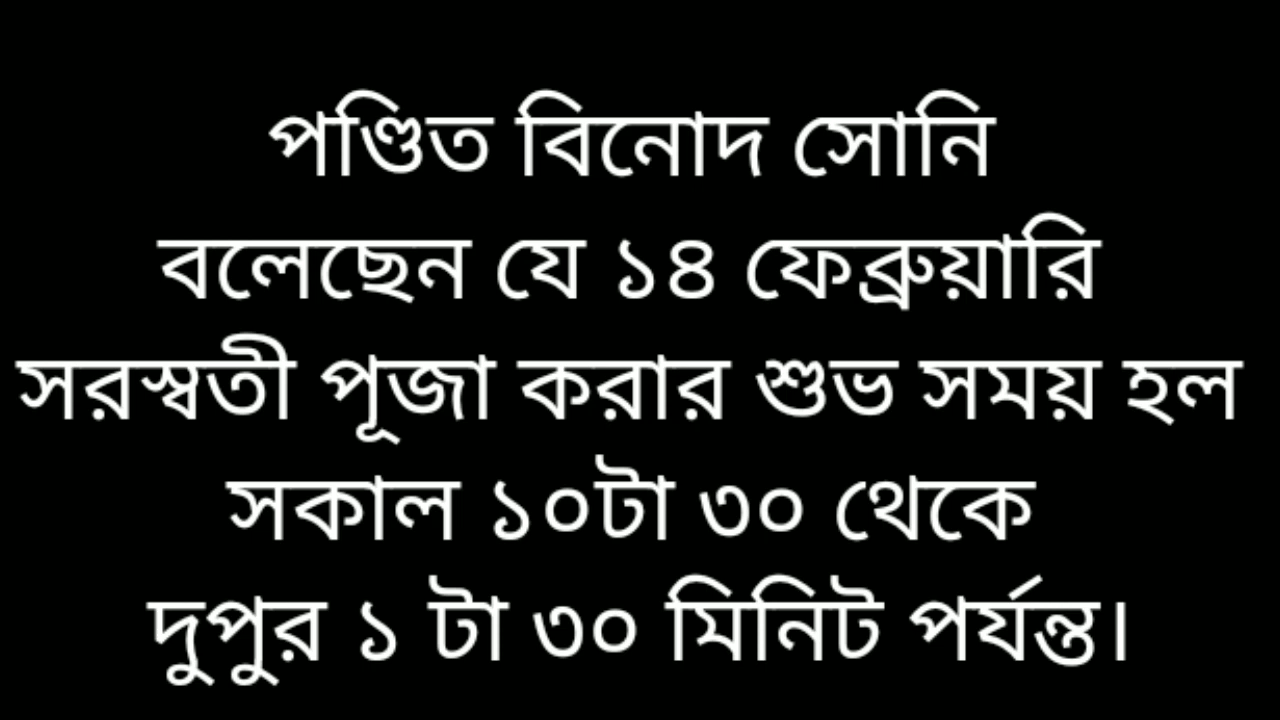 পণ্ডিত বিনোদ সোনি
বলেছেন যে ১৪ ফেব্রুয়ারি
সরস্বতী পূজা করার শুভ সময় হল
সকাল ১০টা ৩০ থেকে
দুপুর ১ টা ৩০ মিনিট পর্যন্ত।